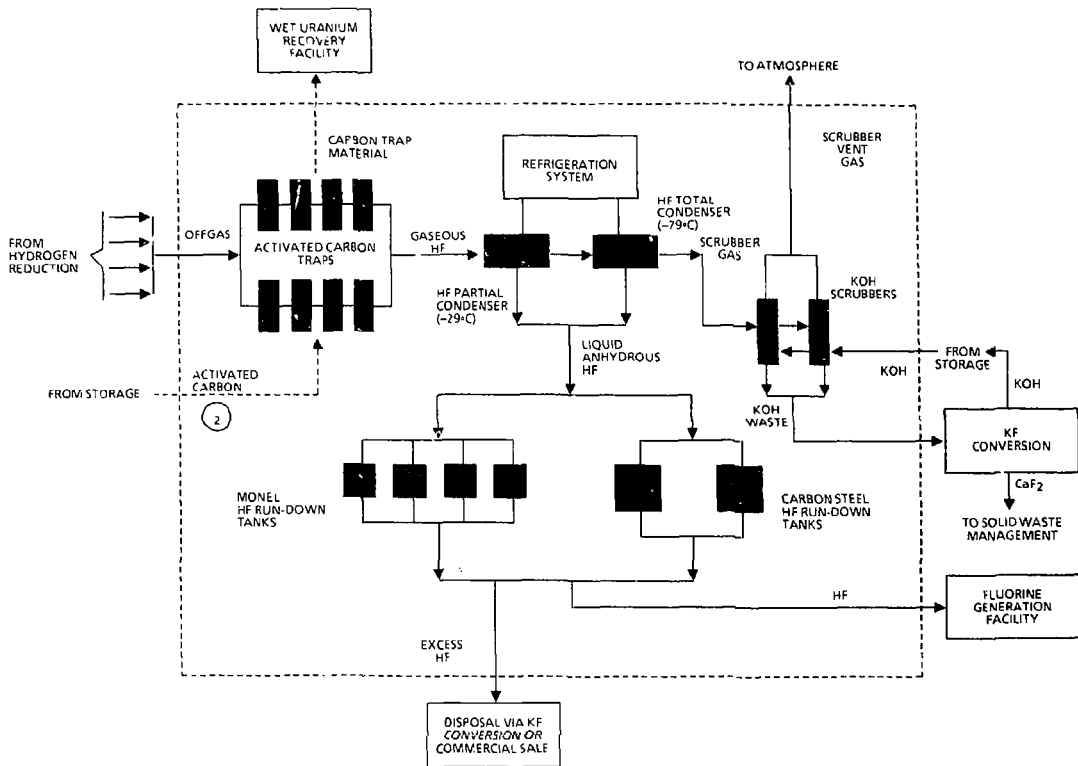 WET URANIUM
RECOVERY
FACILITY
TO ATMOSPHERE
CARBON TRAP
MATERIAL
REFRIGERATION
SYSTEM
SCRUBBER
VENT
GAS
HF TOTAL
CONDENSER
(–79°C)
FROM
HYDROGEN
REDUCTION
OFFGAS
ACTIVATED CARBON
TRAPS
GASEOUS
HF
SCRUBBER
GAS
KOH
SCRUBBERS
HF PARTIAL
CONDENSER
(–29°C)
LIQUID
ANHYDROUS
HF
FROM STORAGE
ACTIVATED
CARBON
2
KOH
FROM
STORAGE
KOH
KOH
WASTE
KF
CONVERSION
CaF2
TO SOLID WASTE
MANAGEMENT
MONEL
HF RUN-DOWN
TANKS
CARBON STEEL
HF RUN-DOWN
TANKS
HF
FLUORINE
GENERATION
FACILITY
EXCESS
HF
DISPOSAL VIA KF
CONVERSION OR
COMMERCIAL SALE